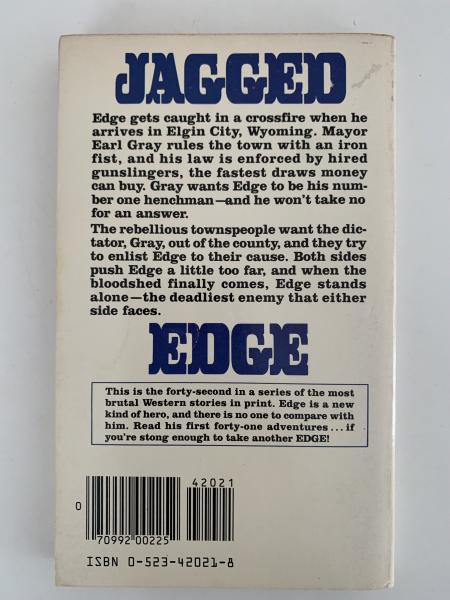 JAGGED
Edge gets caught in a crossfire when he
arrives in Elgin City, Wyoming. Mayor
Earl Gray rules the town with an iron
fist, and his law is enforced by hired
gunslingers, the fastest draws money
can buy. Gray wants Edge to be his num-
ber one henchman—and he won't take no
for an answer.
The rebellious townspeople want the dic-
tator, Gray, out of the county, and they try
to enlist Edge to their cause. Both sides
push Edge a little too far, and when the
bloodshed finally comes, Edge stands
alone—the deadliest enemy that either
side faces.
EDGE
This is the forty-second in a series of the most
brutal Western stories in print. Edge is a new
kind of hero, and there is no one to compare with
him. Read his first forty-one adventures...if
you're stong enough to take another EDGE!
42021
0
70992 00225
ISBN 0-523-42021-8